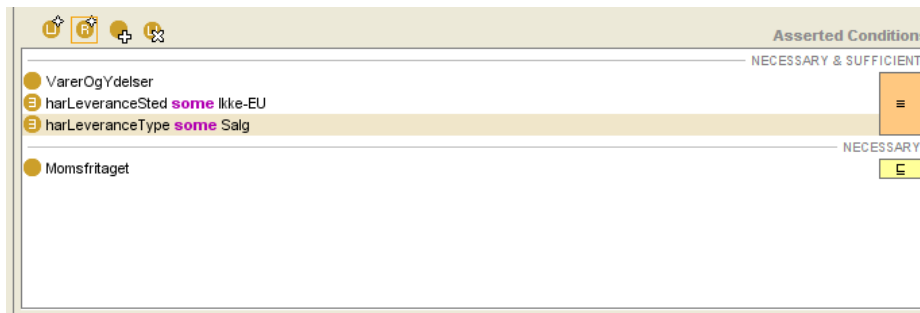 Asserted Condition
NECESSARY & SUFFICIENT
VarerOgYdelser
harLeveranceSted some Ikke-EU
≡
harLeveranceType some Salg
NECESSARY
Momsfritaget
⊑